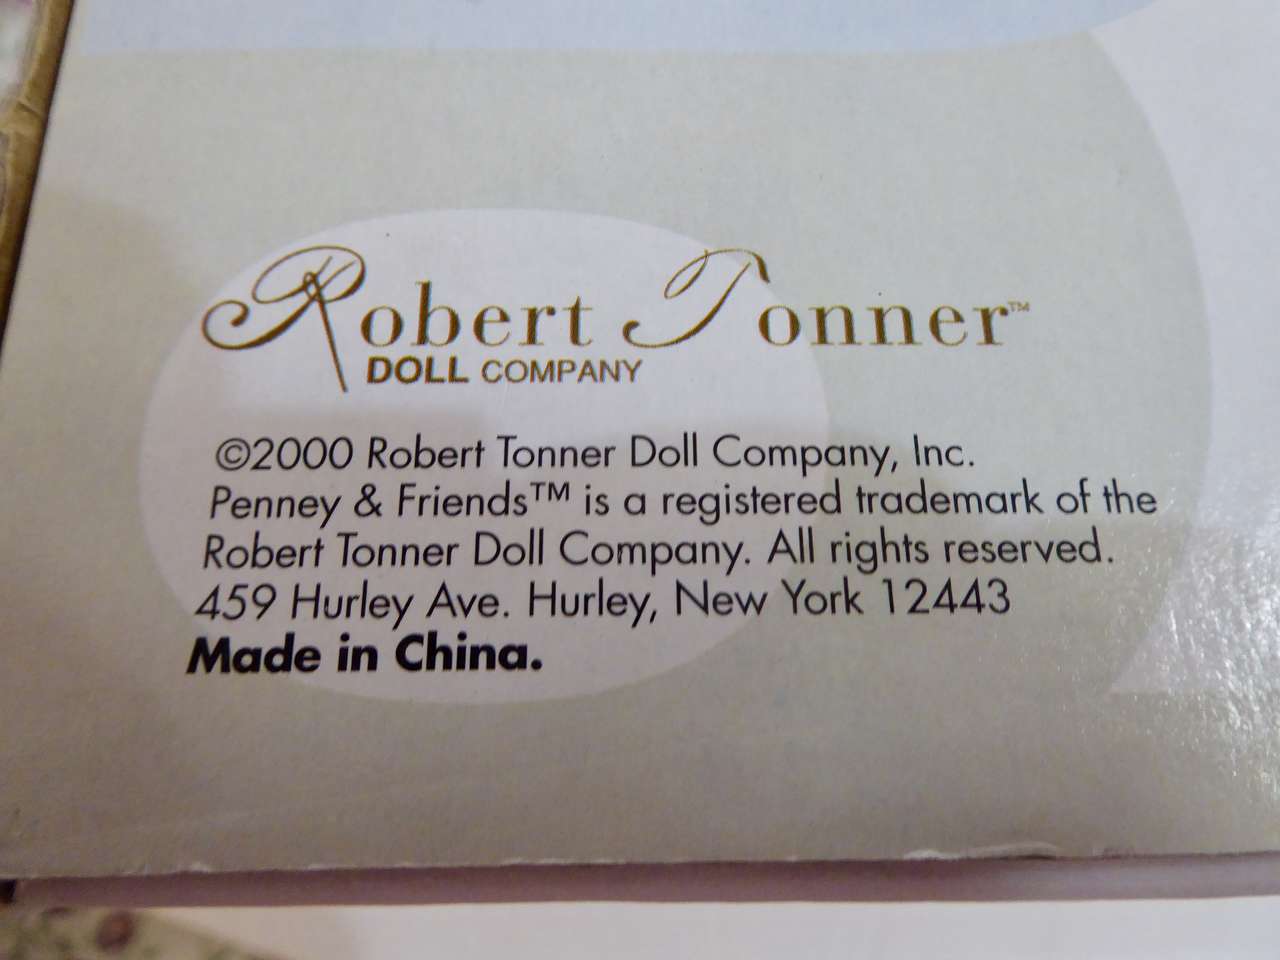 Robert Tonner™
DOLL COMPANY
©2000 Robert Tonner Doll Company, Inc.
Penney & Friends™ is a registered trademark of the
Robert Tonner Doll Company. All rights reserved.
459 Hurley Ave. Hurley, New York 12443
Made in China.